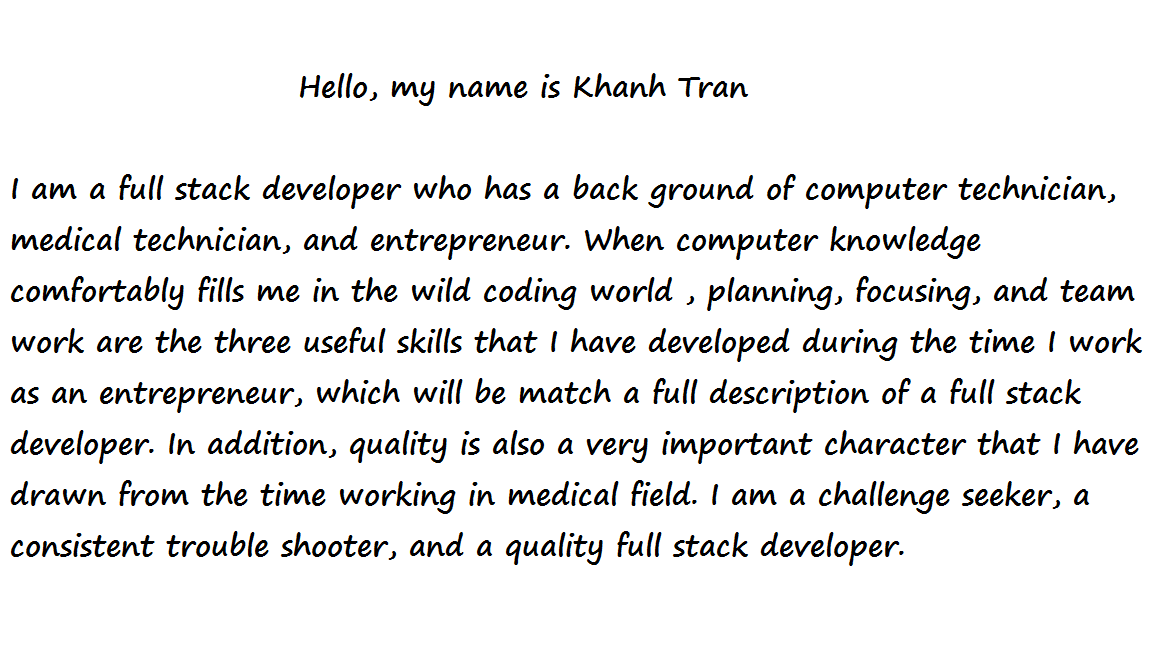 Hello, my name is Khanh Tran
I am a full stack developer who has a back ground of computer technician,
medical technician, and entrepreneur. When computer knowledge
comfortably fills me in the wild coding world , planning, focusing, and team
work are the three useful skills that I have developed during the time I work
as an entrepreneur, which will be match a full description of a full stack
developer. In addition, quality is also a very important character that I have
drawn from the time working in medical field. I am a challenge seeker, a
consistent trouble shooter, and a quality full stack developer.